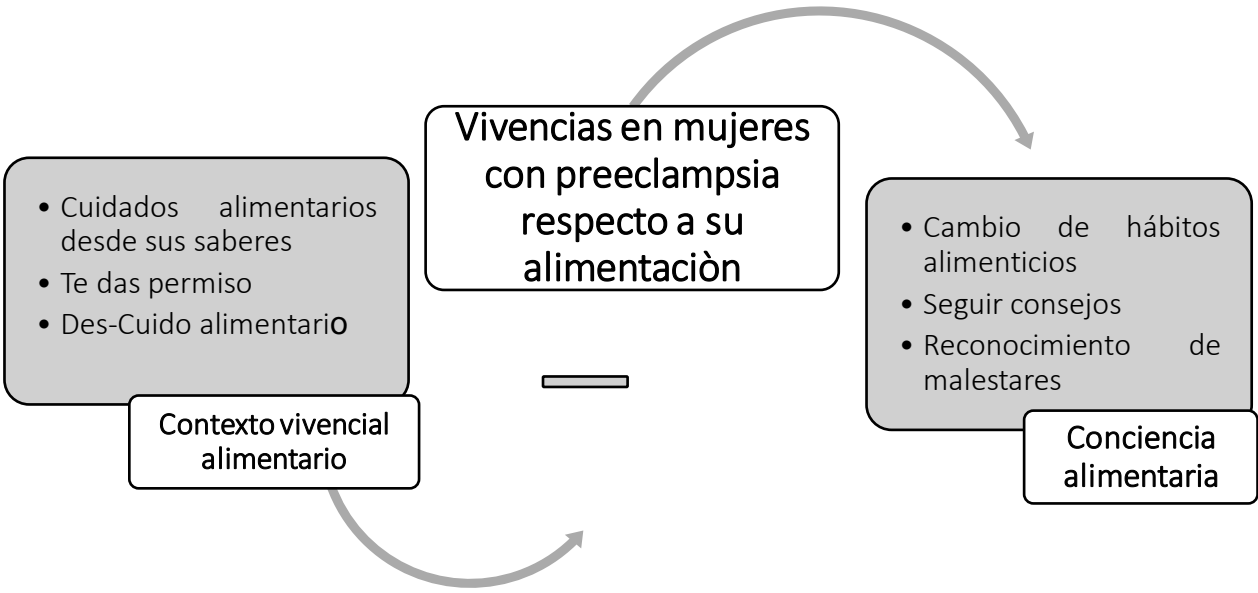 Vivencias en mujeres
con preeclampsia
respecto a su
alimentaciòn
• Cuidados alimentarios
desde sus saberes
• Te das permiso
• Des-Cuido alimentario
Contexto vivencial
alimentario
• Cambio de hábitos
alimenticios
• Seguir consejos
• Reconocimiento de
malestares
Conciencia
alimentaria